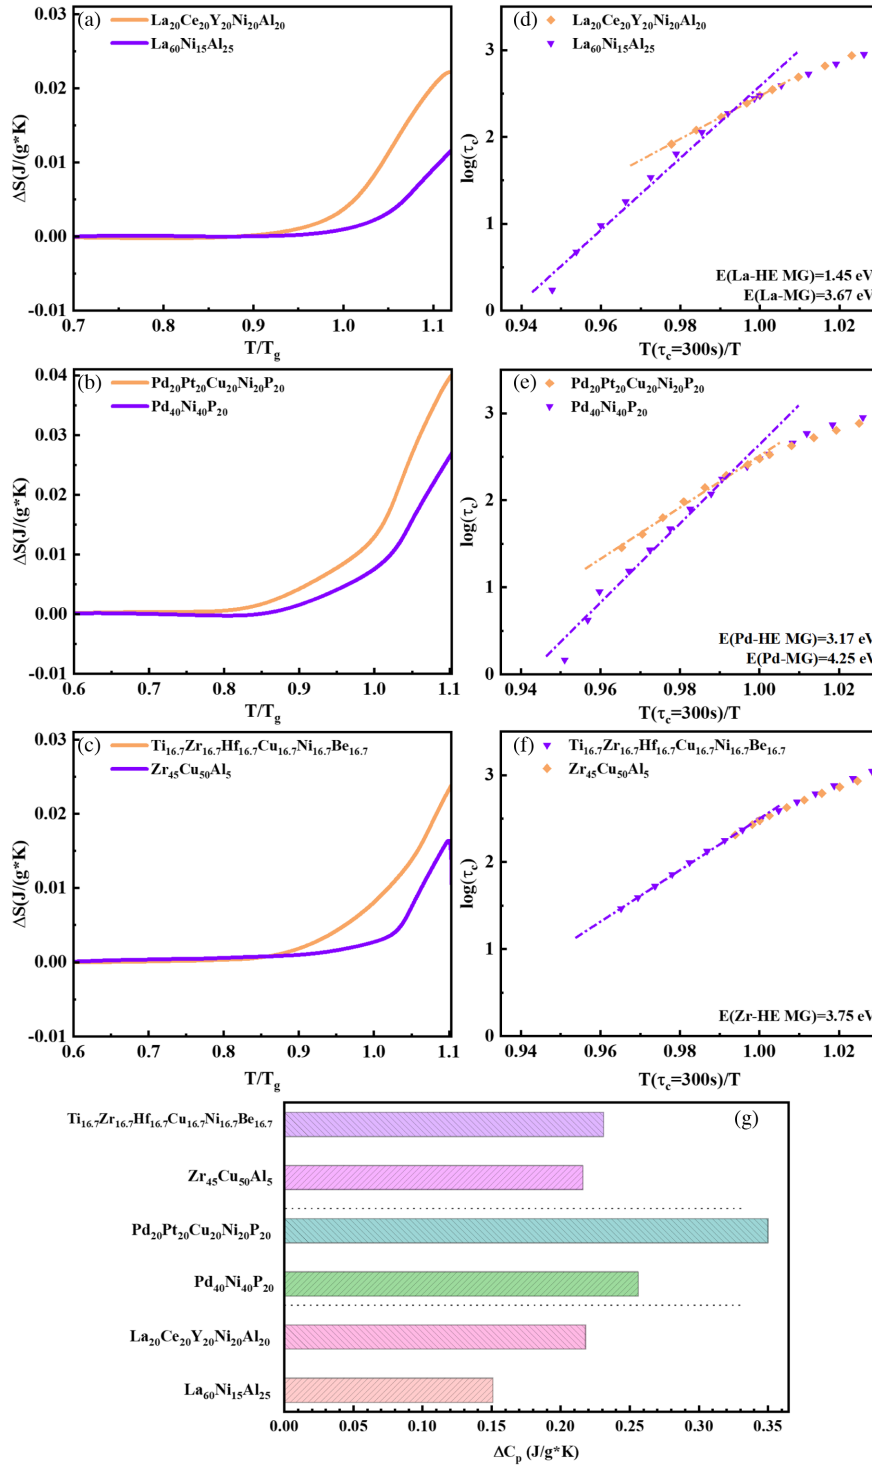 (a)
La₂₀Ce₂₀Y₂₀Ni₂₀Al₂₀
La₆₀Ni₁₅Al₂₅
ΔS(J/(g*K)
0.03
0.02
0.01
0.00
-0.01
0.7 0.8 0.9 1.0 1.1
T/T_g
(d)
La₂₀Ce₂₀Y₂₀Ni₂₀Al₂₀
La₆₀Ni₁₅Al₂₅
log(τ_c)
3
2
1
0
E(La-HE MG)=1.45 eV
E(La-MG)=3.67 eV
0.94 0.96 0.98 1.00 1.02
T(τ_c=300s)/T
(b)
Pd₂₀Pt₂₀Cu₂₀Ni₂₀P₂₀
Pd₄₀Ni₄₀P₂₀
ΔS(J/(g*K)
0.04
0.03
0.02
0.01
0.00
-0.01
0.6 0.7 0.8 0.9 1.0 1.1
T/T_g
(e)
Pd₂₀Pt₂₀Cu₂₀Ni₂₀P₂₀
Pd₄₀Ni₄₀P₂₀
log(τ_c)
3
2
1
0
E(Pd-HE MG)=3.17 eV
E(Pd-MG)=4.25 eV
0.94 0.96 0.98 1.00 1.02
T(τ_c=300s)/T
(c)
Ti₁₆.₇Zr₁₆.₇Hf₁₆.₇Cu₁₆.₇Ni₁₆.₇Be₁₆.₇
Zr₄₅Cu₅₀Al₅
ΔS(J/(g*K)
0.03
0.02
0.01
0.00
-0.01
0.6 0.7 0.8 0.9 1.0 1.1
T/T_g
(f)
Ti₁₆.₇Zr₁₆.₇Hf₁₆.₇Cu₁₆.₇Ni₁₆.₇Be₁₆.₇
Zr₄₅Cu₅₀Al₅
log(τ_c)
3
2
1
0
E(Zr-HE MG)=3.75 eV
0.94 0.96 0.98 1.00 1.02
T(τ_c=300s)/T
(g)
Ti₁₆.₇Zr₁₆.₇Hf₁₆.₇Cu₁₆.₇Ni₁₆.₇Be₁₆.₇
Zr₄₅Cu₅₀Al₅
Pd₂₀Pt₂₀Cu₂₀Ni₂₀P₂₀
Pd₄₀Ni₄₀P₂₀
La₂₀Ce₂₀Y₂₀Ni₂₀Al₂₀
La₆₀Ni₁₅Al₂₅
0.00 0.05 0.10 0.15 0.20 0.25 0.30 0.35
ΔC_p (J/g*K)